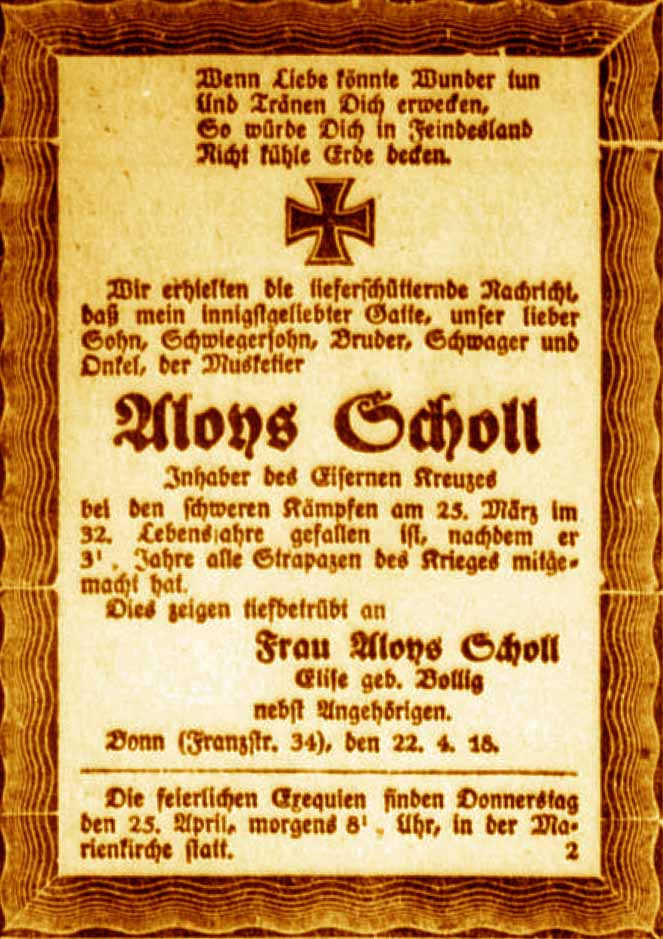 Wenn Liebe könnte Wunder tun
Und Tränen Dich erwecken,
So würde Dich in Feindesland
Nicht kühle Erde decken.
Wir erhielten die tieferschütternde Nachricht,
daß mein innigstgeliebter Gatte, unser lieber
Sohn, Schwiegersohn, Bruder, Schwager und
Onkel, der Musketier
Aloys Scholl
Inhaber des Eisernen Kreuzes
bei den schweren Kämpfen am 25. März im
32. Lebensjahre gefallen ist, nachdem er
3 Jahre alle Strapazen des Krieges mitge-
macht hat.
Dies zeigen tiefbetrübt an
Frau Aloys Scholl
Elise geb. Bollig
nebst Angehörigen.
Bonn (Franzstr. 34), den 22. 4. 18.
Die feierlichen Exequien finden Donnerstag
den 25. April, morgens 8 Uhr, in der Ma-
rienkirche statt. 2